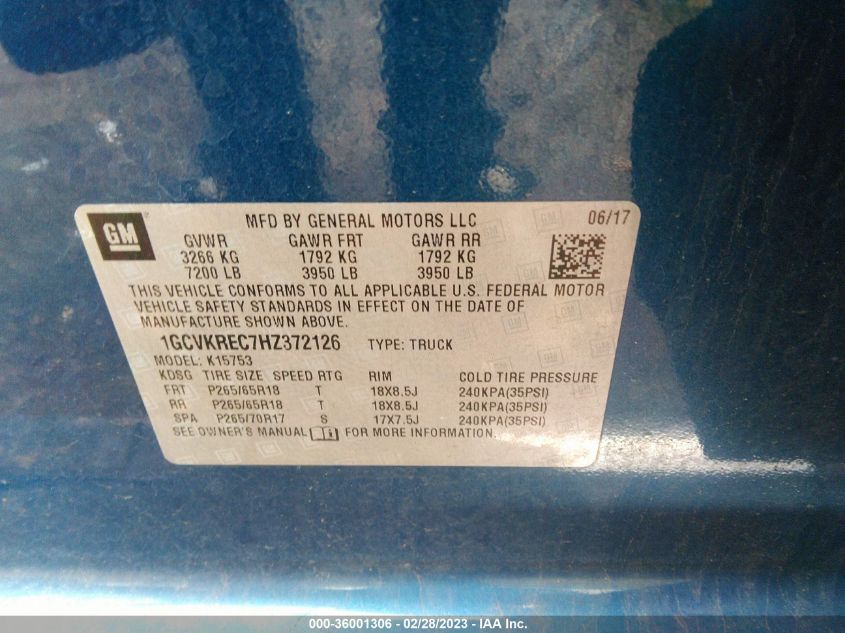 GM
MFD BY GENERAL MOTORS LLC 06/17
GVWR GAWR FRT GAWR RR
3266 KG 1792 KG 1792 KG
7200 LB 3950 LB 3950 LB
THIS VEHICLE CONFORMS TO ALL APPLICABLE U.S. FEDERAL MOTOR
VEHICLE SAFETY STANDARDS IN EFFECT ON THE DATE OF
MANUFACTURE SHOWN ABOVE.
1GCVKREC7HZ372126 TYPE: TRUCK
MODEL: K15753
KDSG TIRE SIZE SPEED RTG RIM COLD TIRE PRESSURE
FRT P265/65R18 T 18X8.5J 240KPA(35PSI)
RR P265/65R18 T 18X8.5J 240KPA(35PSI)
SPA P265/70R17 S 17X7.5J 240KPA(35PSI)
SEE OWNER'S MANUAL FOR MORE INFORMATION.
000-36001306 - 02/28/2023 - IAA Inc.